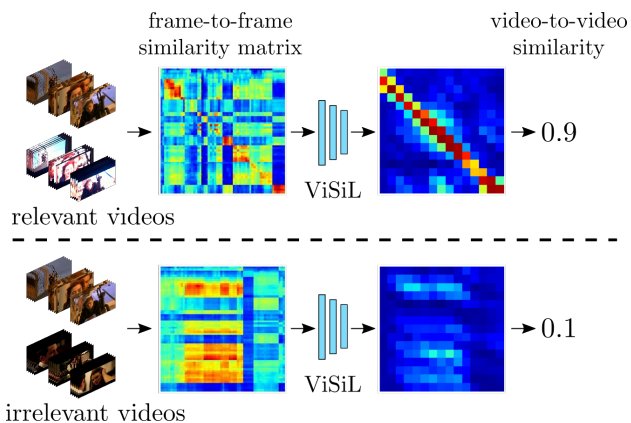 frame-to-frame
similarity matrix
video-to-video
similarity
ViSiL
0.9
relevant videos
ViSiL
0.1
irrelevant videos